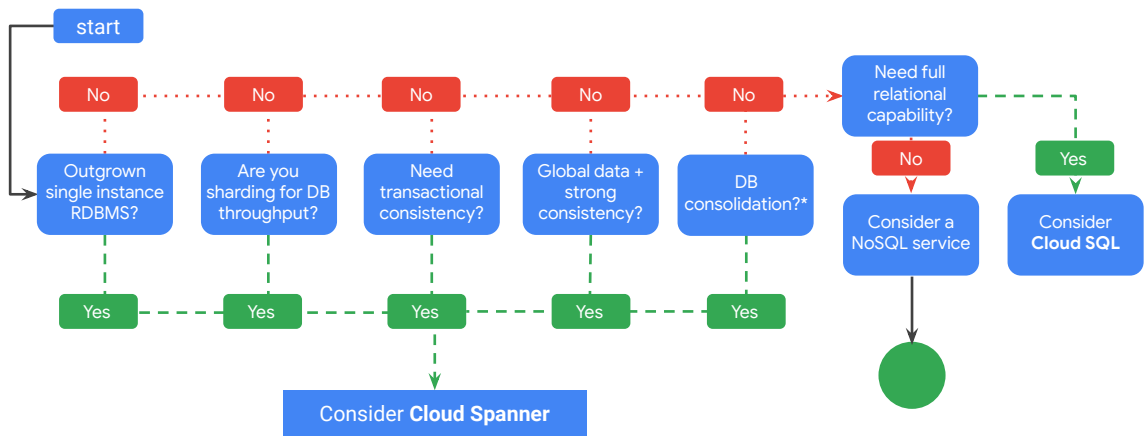 start
No
No
No
No
No
Need full
relational
capability?
No
Yes
Outgrown
single instance
RDBMS?
Are you
sharding for DB
throughput?
Need
transactional
consistency?
Global data +
strong
consistency?
DB
consolidation?*
Consider a
NoSQL service
Consider
Cloud SQL
Yes
Yes
Yes
Yes
Yes
Consider Cloud Spanner